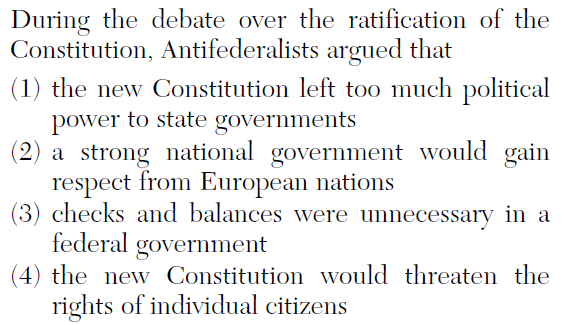 During the debate over the ratification of the
Constitution, Antifederalists argued that
(1) the new Constitution left too much political
power to state governments
(2) a strong national government would gain
respect from European nations
(3) checks and balances were unnecessary in a
federal government
(4) the new Constitution would threaten the
rights of individual citizens